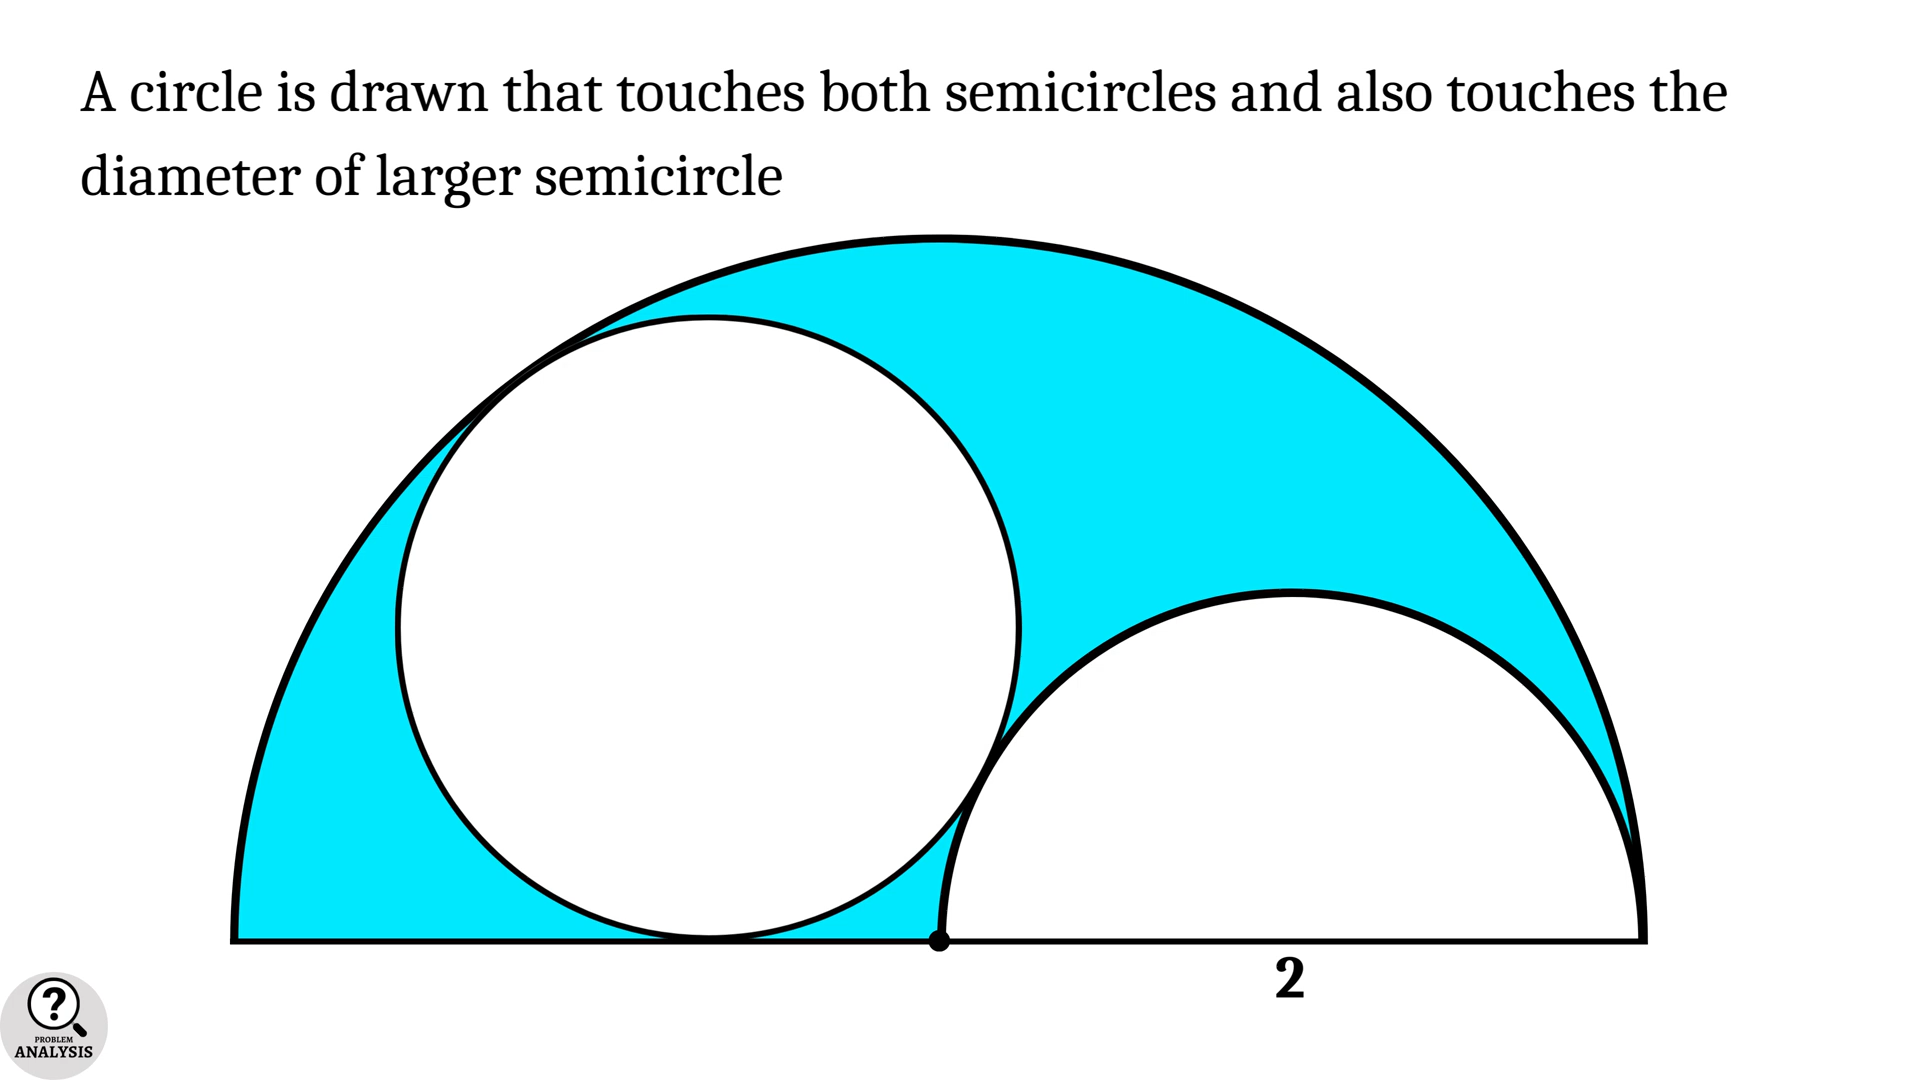 A circle is drawn that touches both semicircles and also touches the
diameter of larger semicircle
2
?
PROBLEM
ANALYSIS